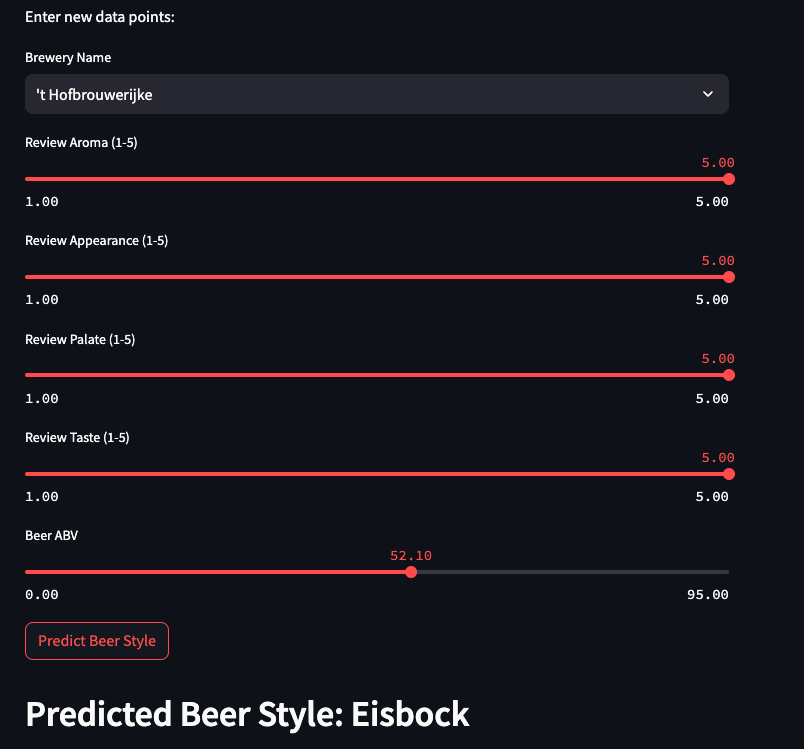 Enter new data points:
Brewery Name
't Hofbrouwerijke
Review Aroma (1-5)
5.00
1.00 5.00
Review Appearance (1-5)
5.00
1.00 5.00
Review Palate (1-5)
5.00
1.00 5.00
Review Taste (1-5)
5.00
1.00 5.00
Beer ABV
52.10
0.00 95.00
Predict Beer Style
Predicted Beer Style: Eisbock